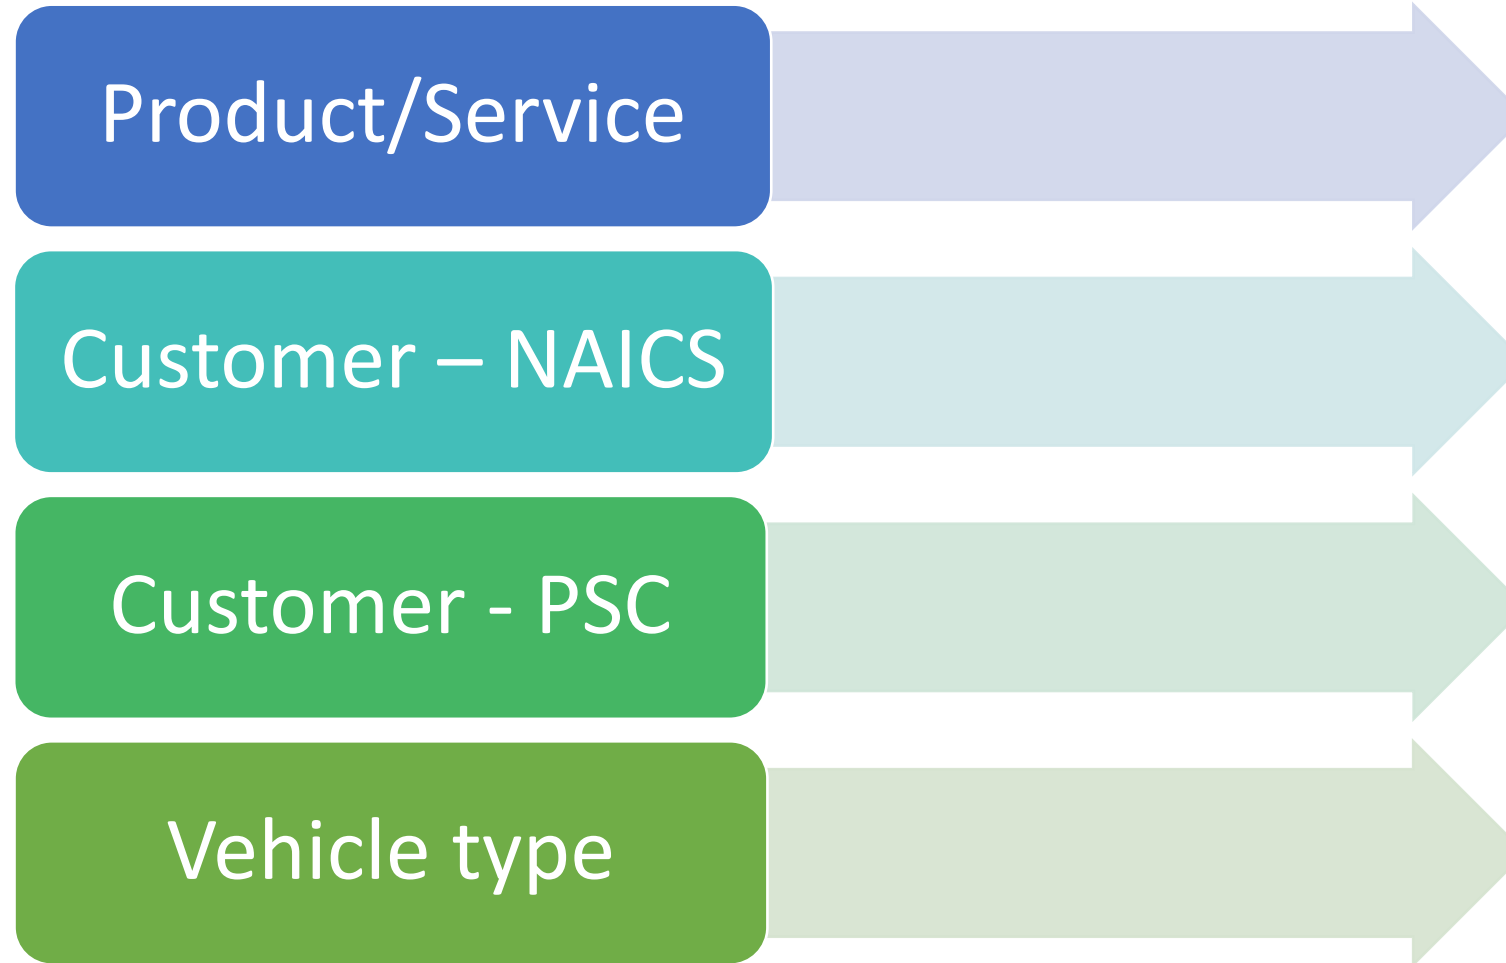 Product/Service
Customer – NAICS
Customer - PSC
Vehicle type